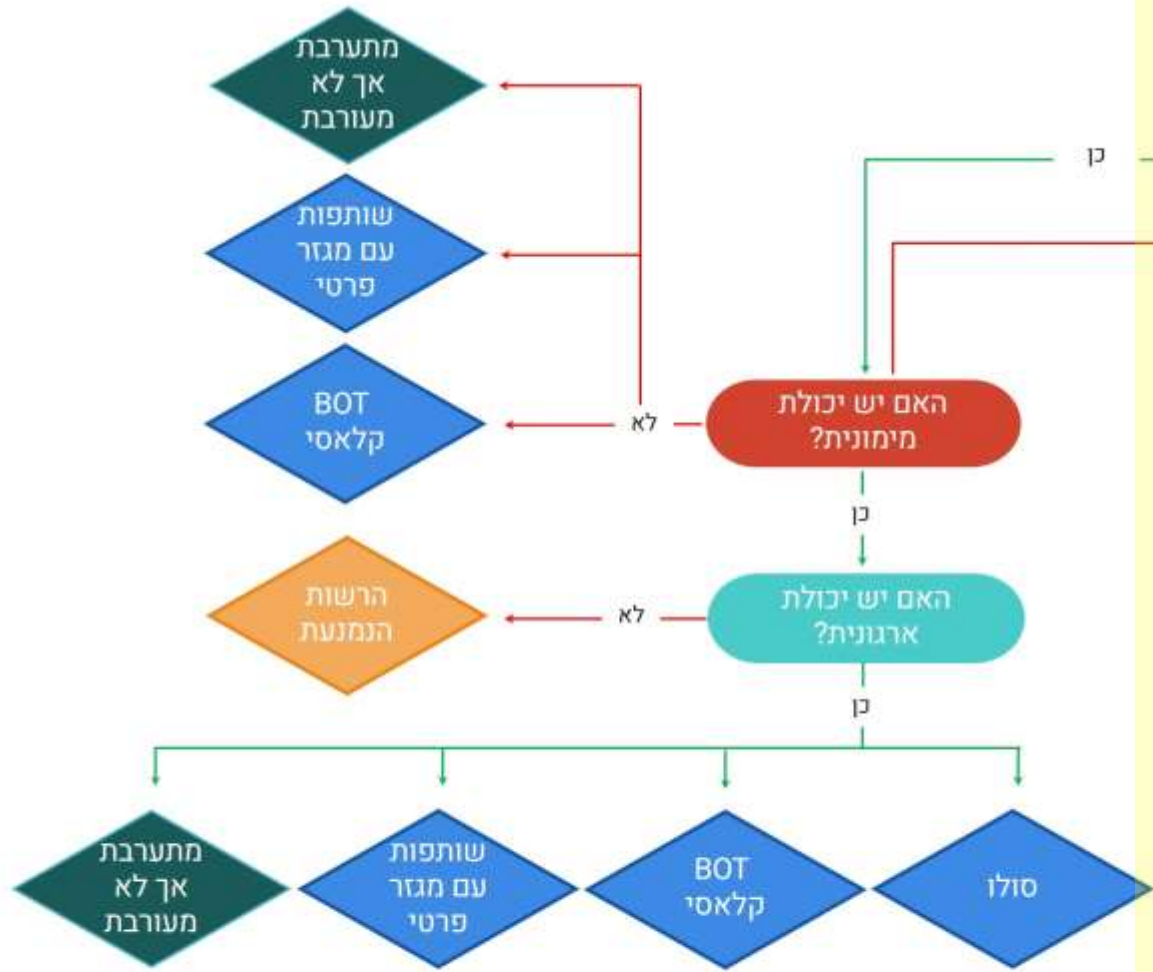 מתערבת
אך לא
מעורבת
כן
שותפות
עם מגזר
פרטי
האם יש יכולת
מימונית?
לא
BOT
קלאסי
כן
האם יש יכולת
ארגונית?
לא
הרשות
הנמנעת
כן
סולו
BOT
קלאסי
שותפות
עם מגזר
פרטי
מתערבת
אך לא
מעורבת